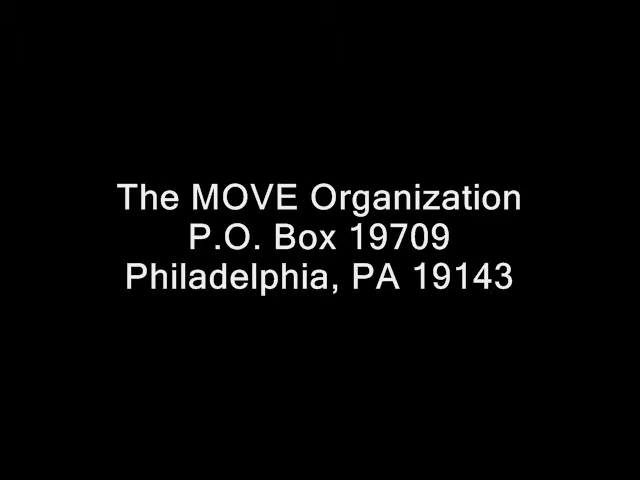 The MOVE Organization
P.O. Box 19709
Philadelphia, PA 19143